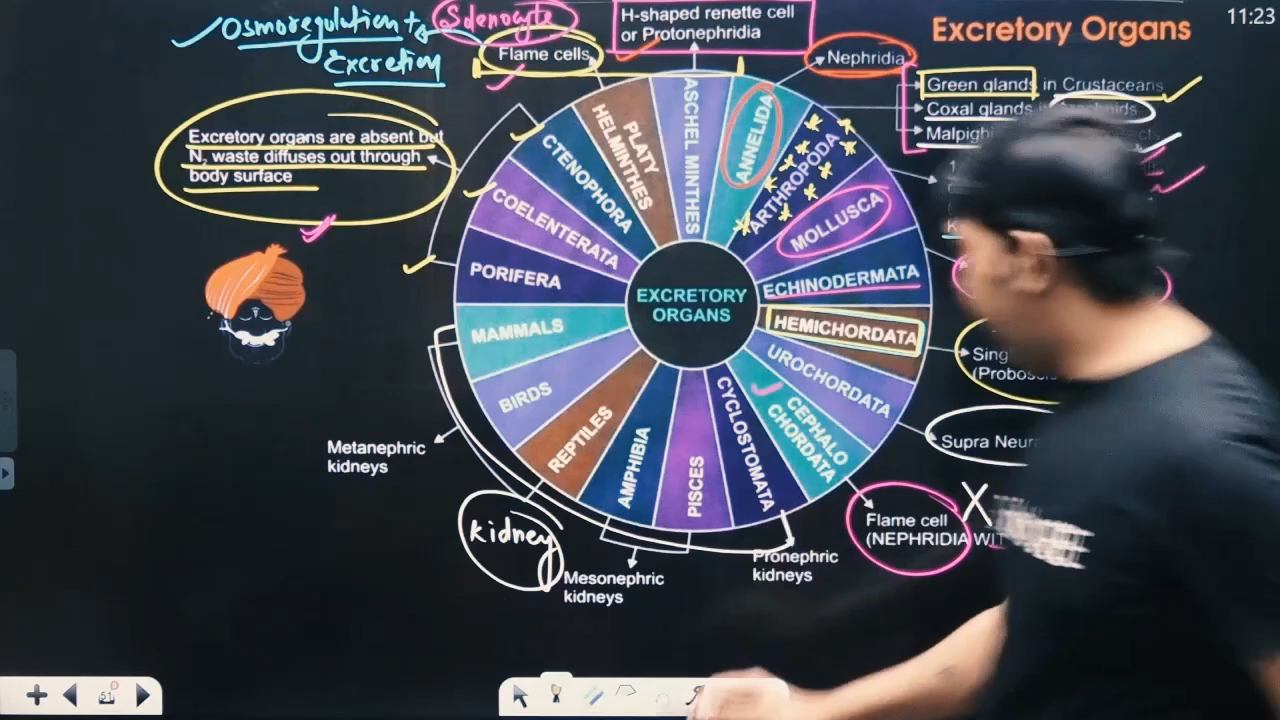 11:23
Osmoregulation +
Excretion
Solenocyte
Flame cells
H-shaped renette cell
or Protonephridia
Excretory Organs
Nephridia
Green glands in Crustaceans
Coxal glands
Excretory organs are absent but
N₂ waste diffuses out through
body surface
PLATY
HELMINTHES
ASCHEL MINTHES
ANNELIDA
ARTHROPODA
MOLLUSCA
ECHINODERMATA
HEMICHORDATA
UROCHORDATA
CEPHALO
CHORDATA
CYCLOSTOMATA
PISCES
AMPHIBIA
REPTILES
BIRDS
MAMMALS
PORIFERA
COELENTERATA
CTENOPHORA
EXCRETORY
ORGANS
Supra
Flame cell
(NEPHRIDIA
Metanephric
kidneys
kidney
Mesonephric
kidneys
Pronephric
kidneys
51